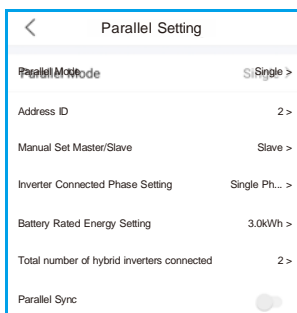 Parallel Setting
Parallel Mode Single >
Address ID 2 >
Manual Set Master/Slave Slave >
Inverter Connected Phase Setting Single Ph... >
Battery Rated Energy Setting 3.0kWh >
Total number of hybrid inverters connected 2 >
Parallel Sync